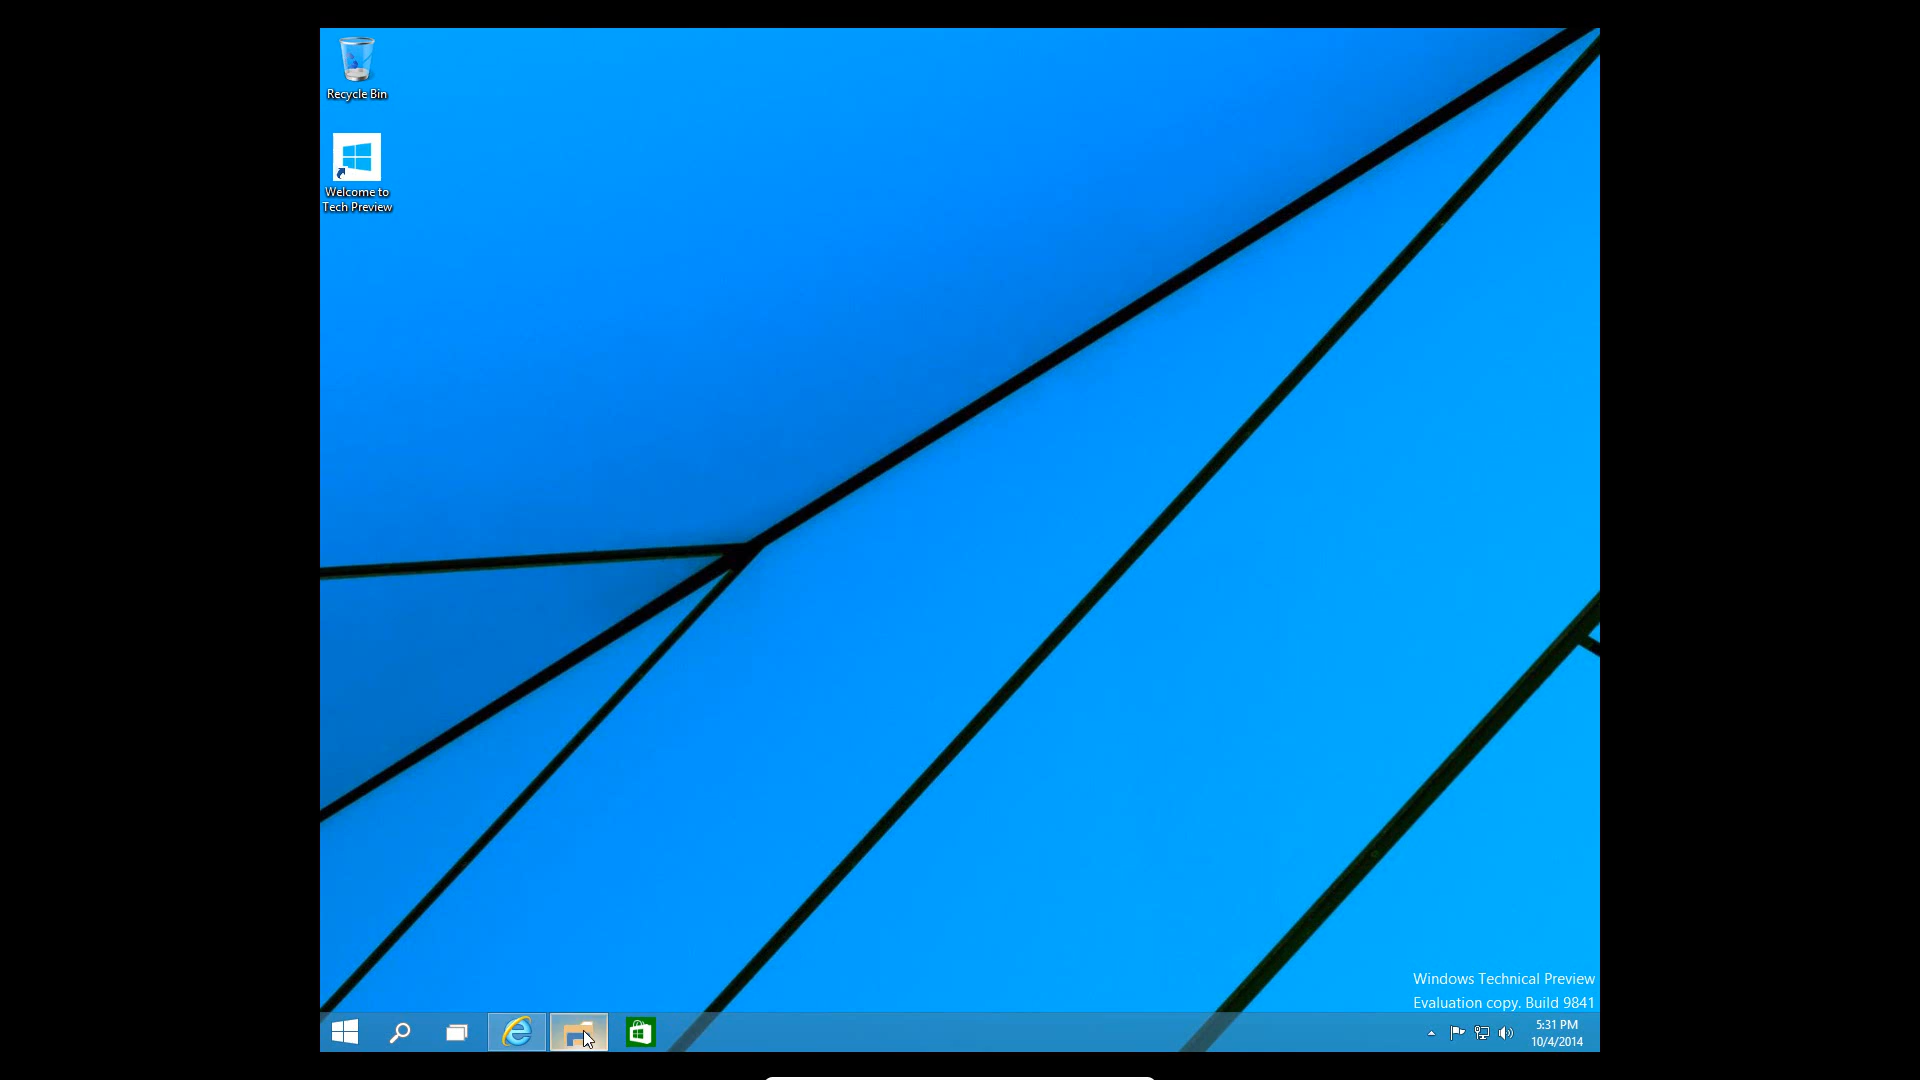 Recycle Bin
Welcome to
Tech Preview
Windows Technical Preview
Evaluation copy. Build 9841
5:31 PM
10/4/2014